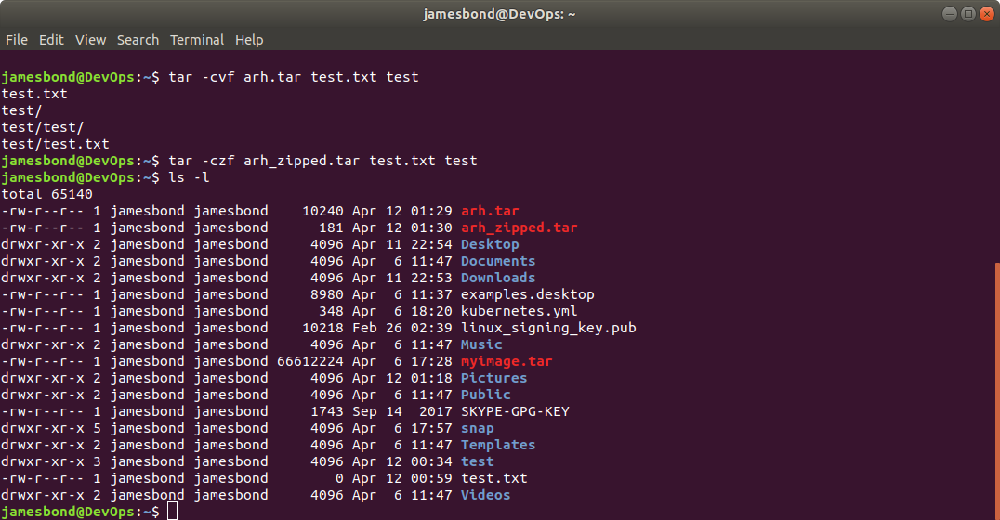 jamesbond@DevOps: ~
File Edit View Search Terminal Help
jamesbond@DevOps:~$ tar -cvf arh.tar test.txt test
test.txt
test/
test/test/
test/test.txt
jamesbond@DevOps:~$ tar -czf arh_zipped.tar test.txt test
jamesbond@DevOps:~$ ls -l
total 65140
-rw-r--r-- 1 jamesbond jamesbond    10240 Apr 12 01:29 arh.tar
-rw-r--r-- 1 jamesbond jamesbond      181 Apr 12 01:30 arh_zipped.tar
drwxr-xr-x 2 jamesbond jamesbond     4096 Apr 11 22:54 Desktop
drwxr-xr-x 2 jamesbond jamesbond     4096 Apr  6 11:47 Documents
drwxr-xr-x 2 jamesbond jamesbond     4096 Apr 11 22:53 Downloads
-rw-r--r-- 1 jamesbond jamesbond     8980 Apr  6 11:37 examples.desktop
-rw-r--r-- 1 jamesbond jamesbond      348 Apr  6 18:20 kubernetes.yml
-rw-r--r-- 1 jamesbond jamesbond    10218 Feb 26 02:39 linux_signing_key.pub
drwxr-xr-x 2 jamesbond jamesbond     4096 Apr  6 11:47 Music
-rw-r--r-- 1 jamesbond jamesbond 66612224 Apr  6 17:28 myimage.tar
drwxr-xr-x 2 jamesbond jamesbond     4096 Apr 12 01:18 Pictures
drwxr-xr-x 2 jamesbond jamesbond     4096 Apr  6 11:47 Public
-rw-r--r-- 1 jamesbond jamesbond     1743 Sep 14  2017 SKYPE-GPG-KEY
drwxr-xr-x 5 jamesbond jamesbond     4096 Apr  6 17:57 snap
drwxr-xr-x 2 jamesbond jamesbond     4096 Apr  6 11:47 Templates
drwxr-xr-x 3 jamesbond jamesbond     4096 Apr 12 00:34 test
-rw-r--r-- 1 jamesbond jamesbond        0 Apr 12 00:59 test.txt
drwxr-xr-x 2 jamesbond jamesbond     4096 Apr  6 11:47 Videos
jamesbond@DevOps:~$